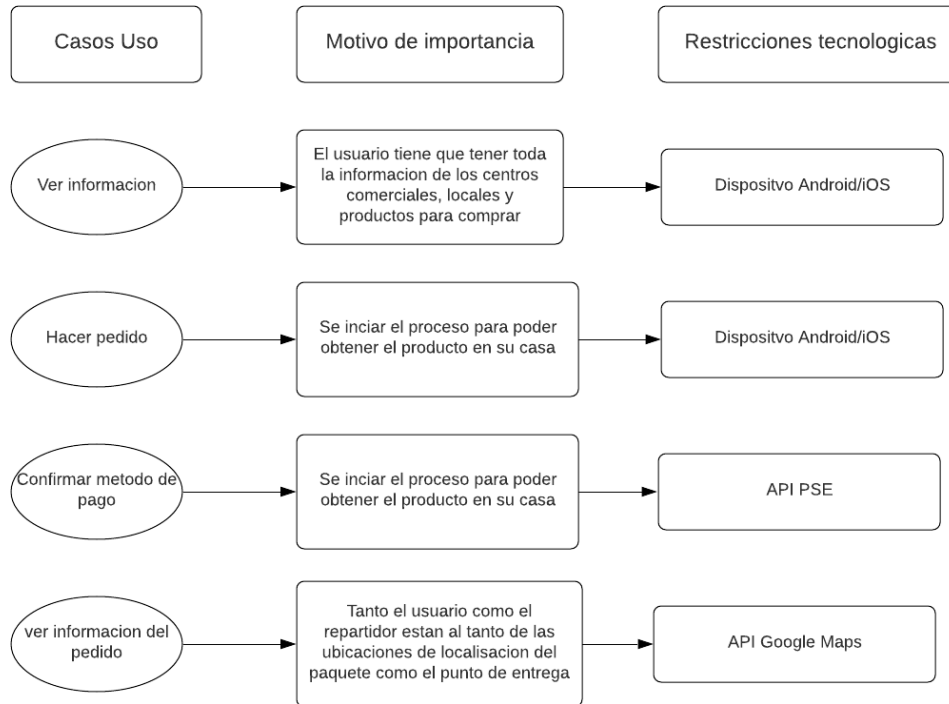 Casos Uso
Motivo de importancia
Restricciones tecnologicas
Ver informacion
El usuario tiene que tener toda
la informacion de los centros
comerciales, locales y
productos para comprar
Dispositvo Android/iOS
Hacer pedido
Se inciar el proceso para poder
obtener el producto en su casa
Dispositvo Android/iOS
Confirmar metodo de
pago
Se inciar el proceso para poder
obtener el producto en su casa
API PSE
ver informacion del
pedido
Tanto el usuario como el
repartidor estan al tanto de las
ubicaciones de localisacion del
paquete como el punto de entrega
API Google Maps